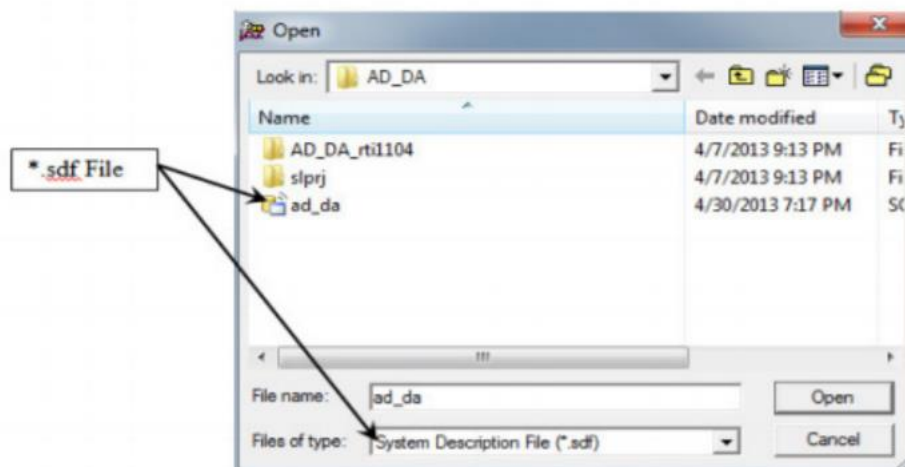 Open
Look in: AD_DA
Name Date modified Ty
AD_DA_rti1104 4/7/2013 9:13 PM Fi
slprj 4/7/2013 9:13 PM Fi
*.sdf File
ad_da 4/30/2013 7:17 PM SC
File name: ad_da Open
Files of type: System Description File (*.sdf) Cancel